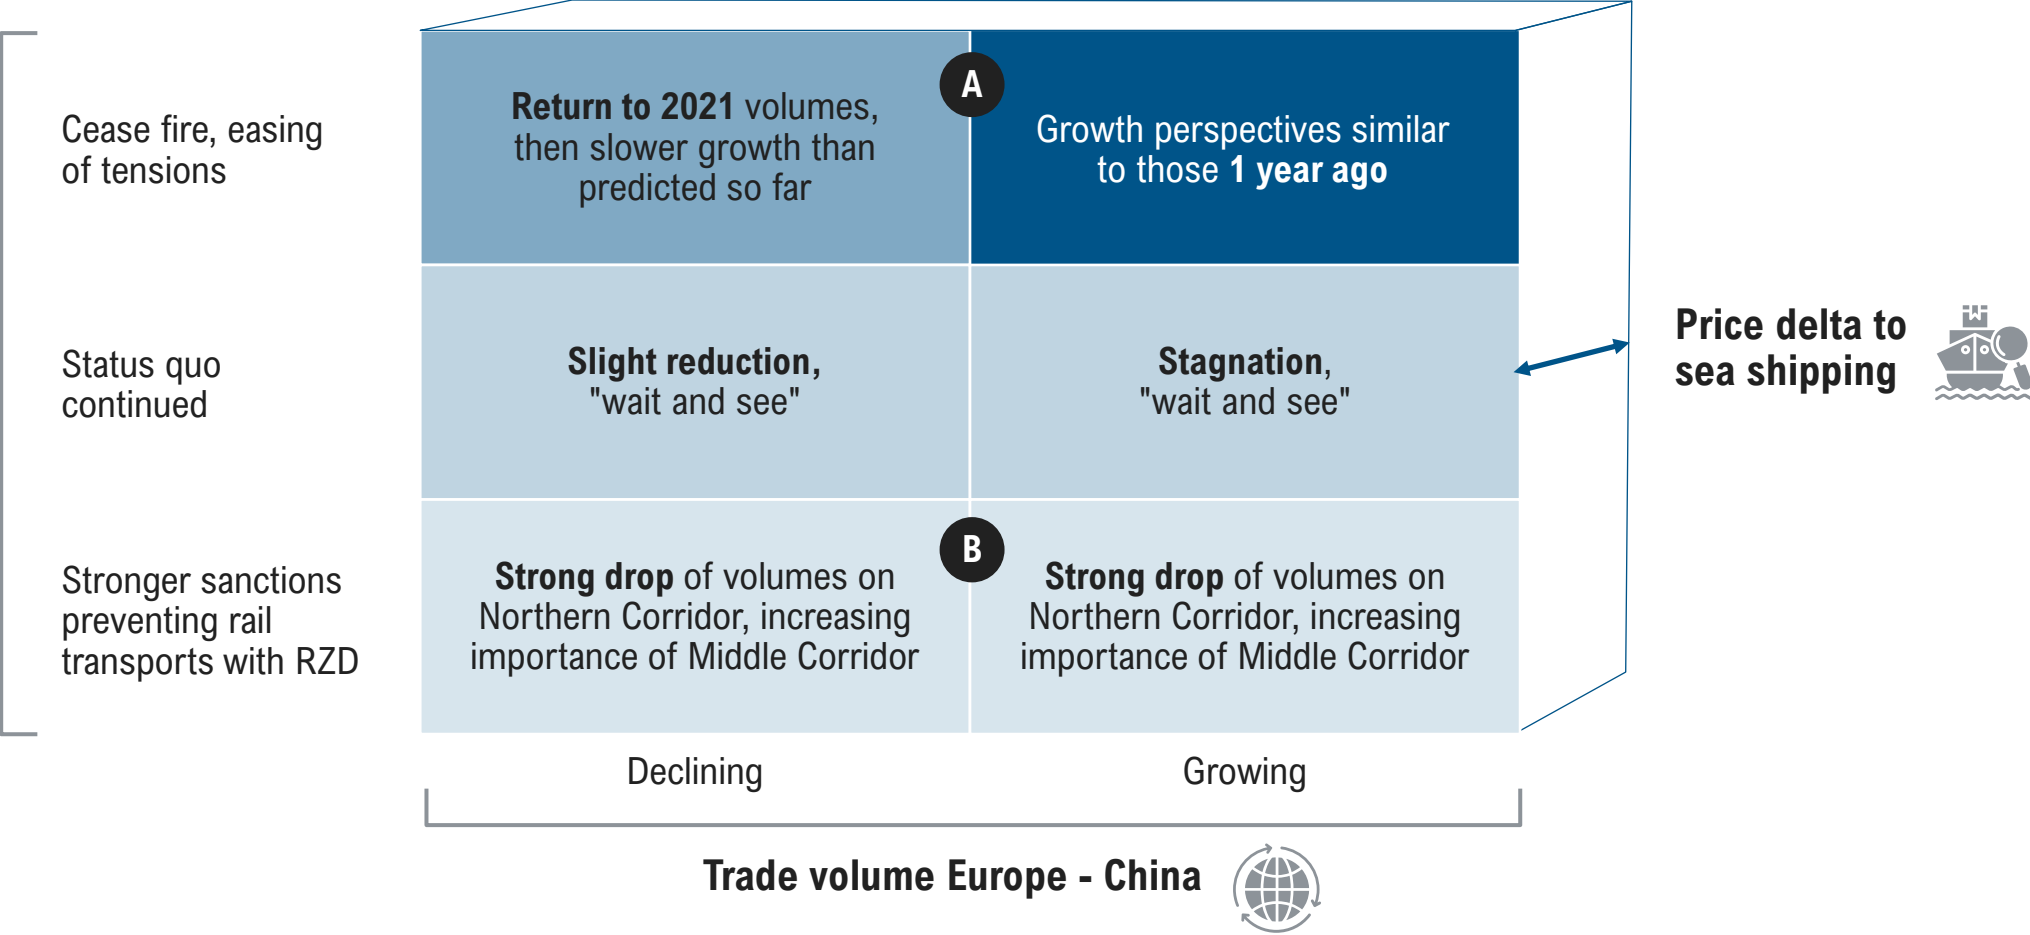 Cease fire, easing
of tensions
Return to 2021 volumes,
then slower growth than
predicted so far
A
Growth perspectives similar
to those 1 year ago
Status quo
continued
Slight reduction,
"wait and see"
Stagnation,
"wait and see"
Price delta to
sea shipping
Stronger sanctions
preventing rail
transports with RZD
Strong drop of volumes on
Northern Corridor, increasing
importance of Middle Corridor
B
Strong drop of volumes on
Northern Corridor, increasing
importance of Middle Corridor
Declining
Growing
Trade volume Europe - China